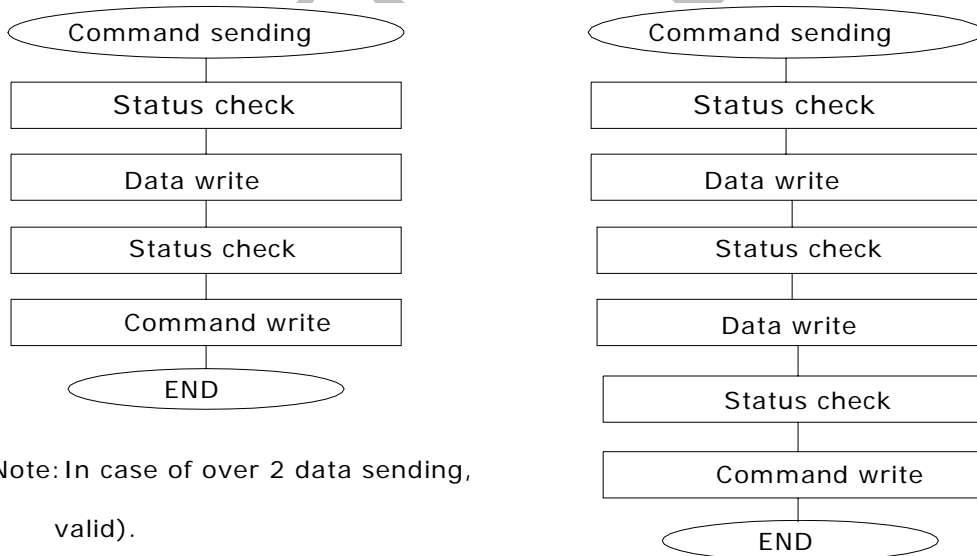 Command sending
Status check
Data write
Status check
Command write
END
Note: In case of over 2 data sending,
valid).
Command sending
Status check
Data write
Status check
Data write
Status check
Command write
END